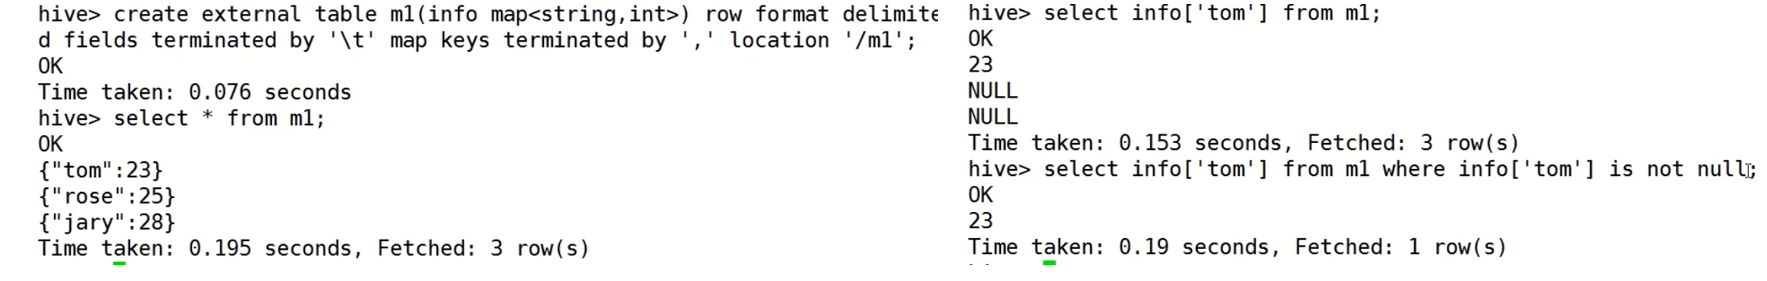 hive> create external table m1(info map<string,int>) row format delimite
d fields terminated by '\t' map keys terminated by ',' location '/m1';
OK
Time taken: 0.076 seconds
hive> select * from m1;
OK
{"tom":23}
{"rose":25}
{"jary":28}
Time taken: 0.195 seconds, Fetched: 3 row(s)
hive> select info['tom'] from m1;
OK
23
NULL
NULL
Time taken: 0.153 seconds, Fetched: 3 row(s)
hive> select info['tom'] from m1 where info['tom'] is not null;
OK
23
Time taken: 0.19 seconds, Fetched: 1 row(s)